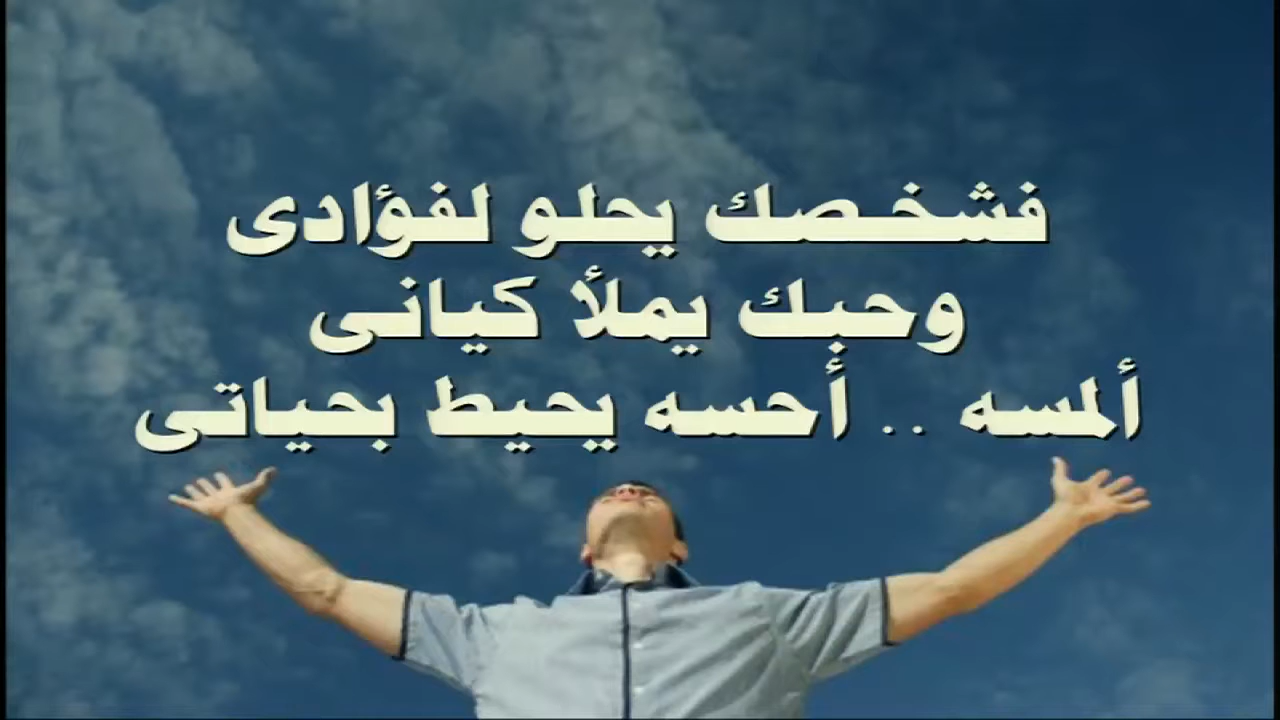 فشخصك يحلو لفؤادى
وحبك يملأ كيانى
ألمسه .. أحسه يحيط بحياتى